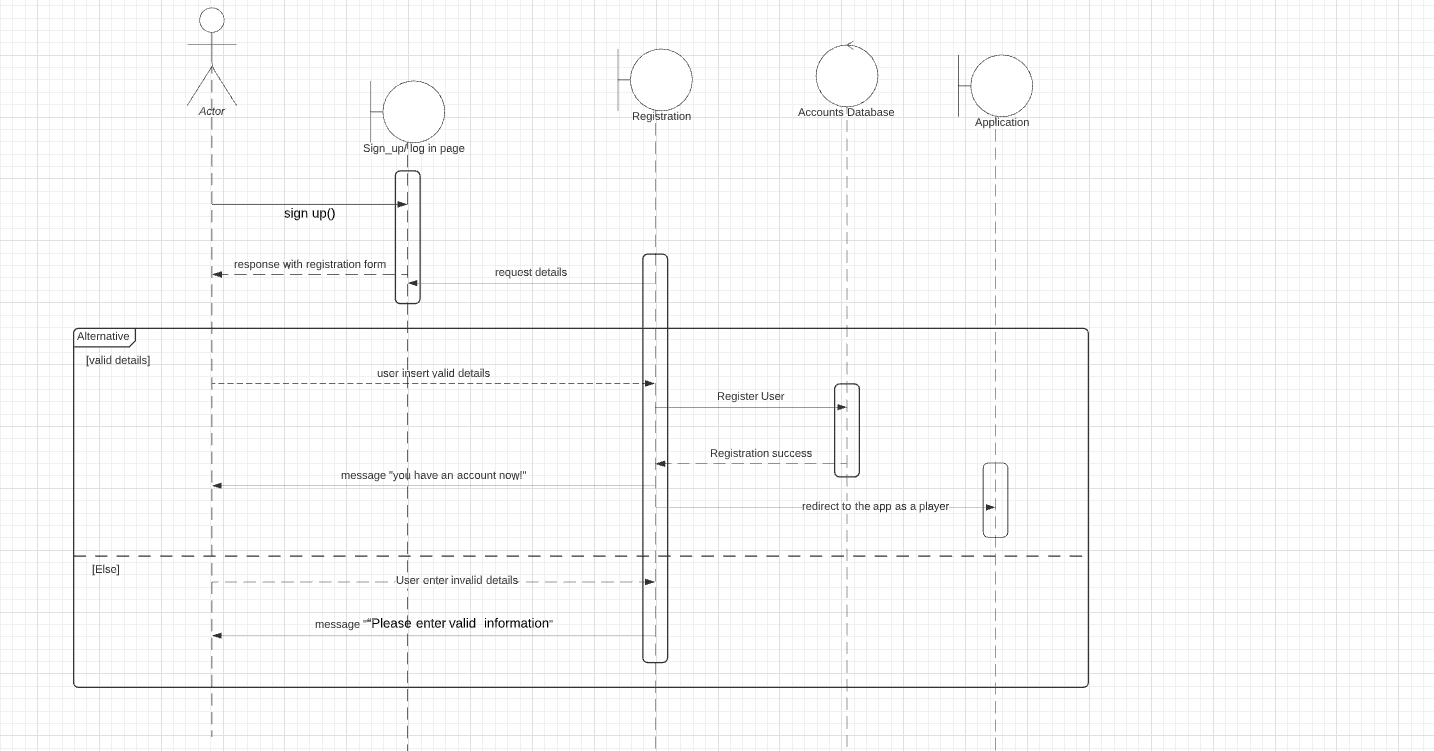 Actor
Sign_up/ log in page
Registration
Accounts Database
Application
sign up()
response with registration form
request details
Alternative
[valid details]
user insert valid details
Register User
Registration success
message "you have an account now!"
redirect to the app as a player
[Else]
User enter invalid details
message "“Please enter valid  information"